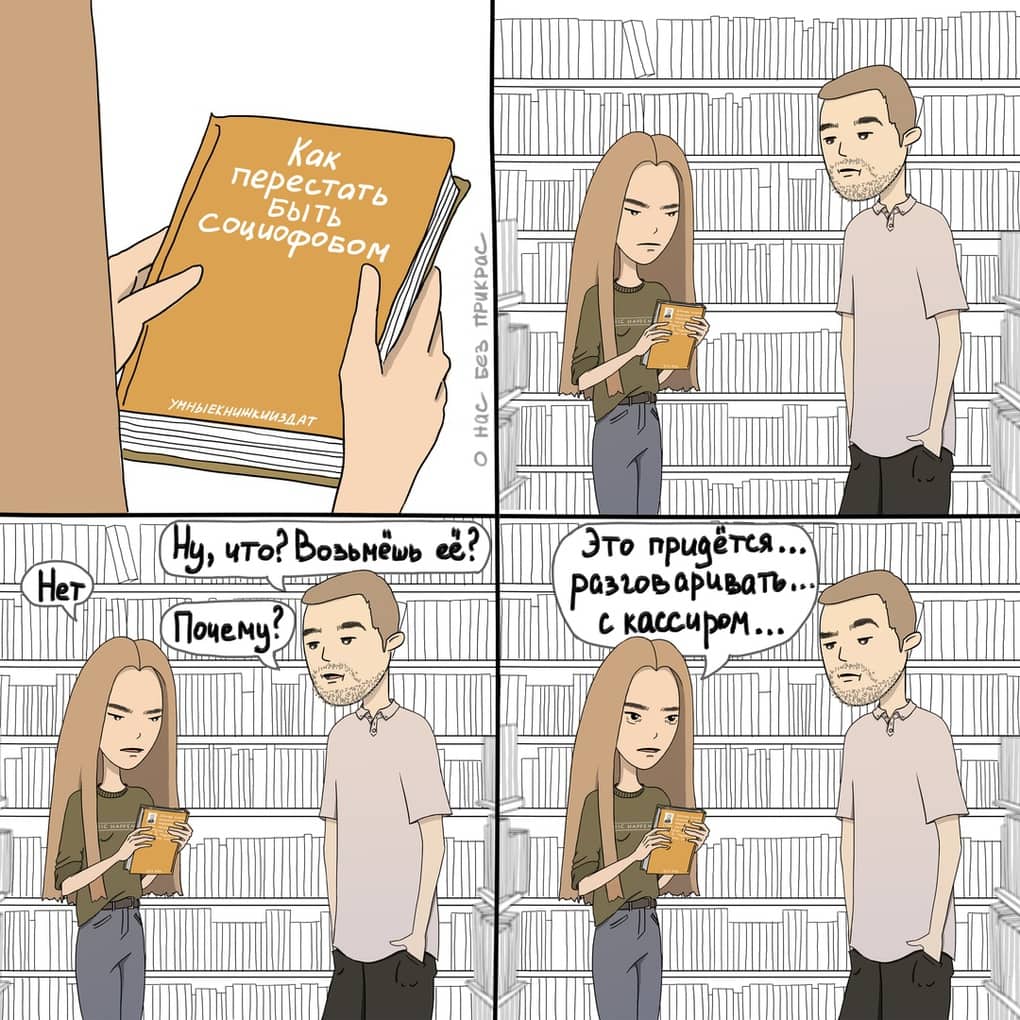 Как
перестать
быть
социофобом
УМНЫЕКНИЖКИИЗДАТ
о нас без прикрас
Ну, что? Возьмёшь её?
Нет
Почему?
Это придётся...
разговаривать...
с кассиром...